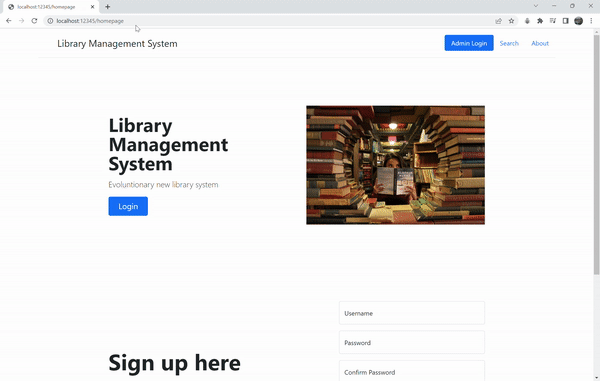 localhost:12345/homepage
localhost:12345/homepage
Library Management System
Admin Login
Search
About
Library
Management
System
Evoluntionary new library system
Login
Username
Password
Sign up here
Confirm Password